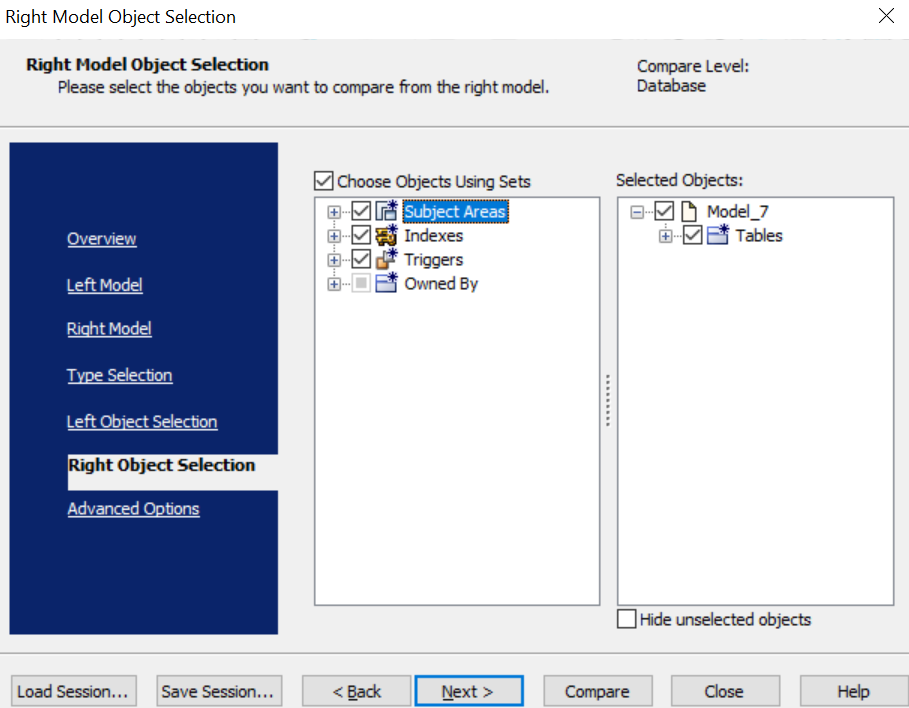 Right Model Object Selection
Right Model Object Selection
Please select the objects you want to compare from the right model.
Compare Level:
Database
Overview
Left Model
Right Model
Type Selection
Left Object Selection
Right Object Selection
Advanced Options
Choose Objects Using Sets
Subject Areas
Indexes
Triggers
Owned By
Selected Objects:
Model_7
Tables
Hide unselected objects
Load Session...
Save Session...
< Back
Next >
Compare
Close
Help